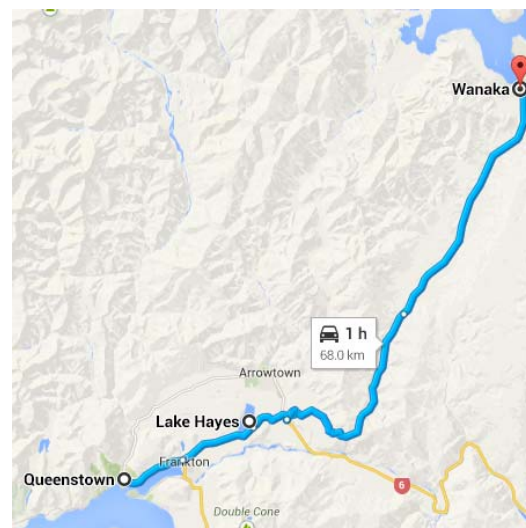 Wanaka
1 h
68.0 km
Arrowtown
Lake Hayes
Frankton
Queenstown
6
Double Cone